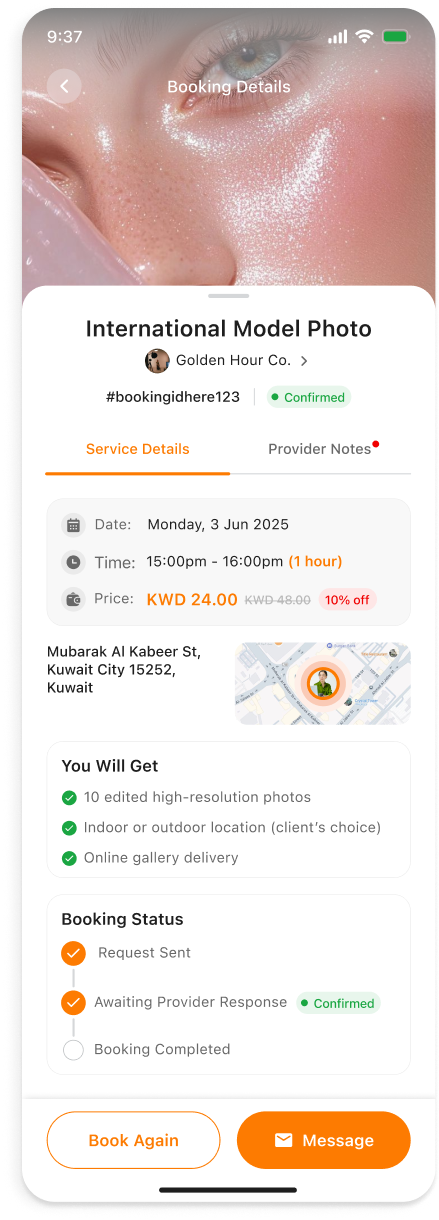 9:37
Booking Details
International Model Photo
Golden Hour Co.
#bookingidhere123
Confirmed
Service Details
Provider Notes
Date: Monday, 3 Jun 2025
Time: 15:00pm - 16:00pm (1 hour)
Price: KWD 24.00 KWD 48.00 10% off
Mubarak Al Kabeer St,
Kuwait City 15252,
Kuwait
You Will Get
10 edited high-resolution photos
Indoor or outdoor location (client's choice)
Online gallery delivery
Booking Status
Request Sent
Awaiting Provider Response Confirmed
Booking Completed
Book Again
Message